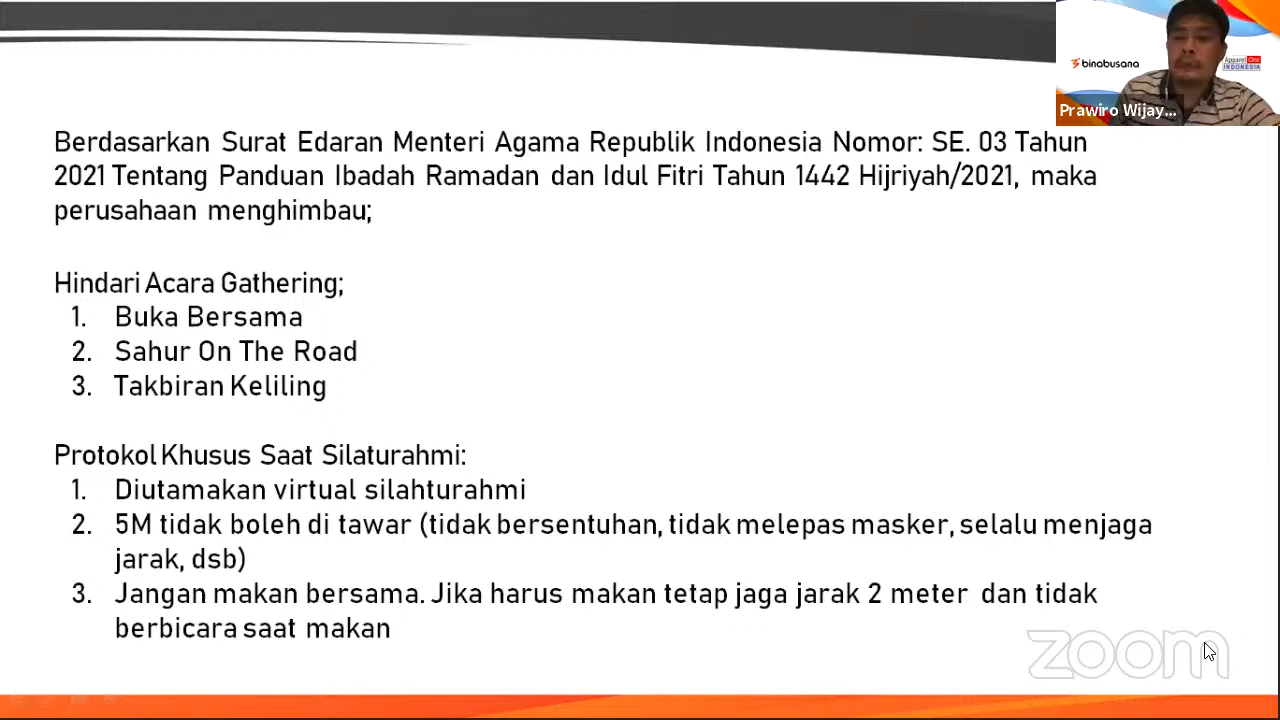 binabusana
Apparel One
INDONESIA
Prawiro Wijay...
Berdasarkan Surat Edaran Menteri Agama Republik Indonesia Nomor: SE. 03 Tahun
2021 Tentang Panduan Ibadah Ramadan dan Idul Fitri Tahun 1442 Hijriyah/2021, maka
perusahaan menghimbau;
Hindari Acara Gathering;
1. Buka Bersama
2. Sahur On The Road
3. Takbiran Keliling
Protokol Khusus Saat Silaturahmi:
1. Diutamakan virtual silahturahmi
2. 5M tidak boleh di tawar (tidak bersentuhan, tidak melepas masker, selalu menjaga
jarak, dsb)
3. Jangan makan bersama. Jika harus makan tetap jaga jarak 2 meter dan tidak
berbicara saat makan
zoom